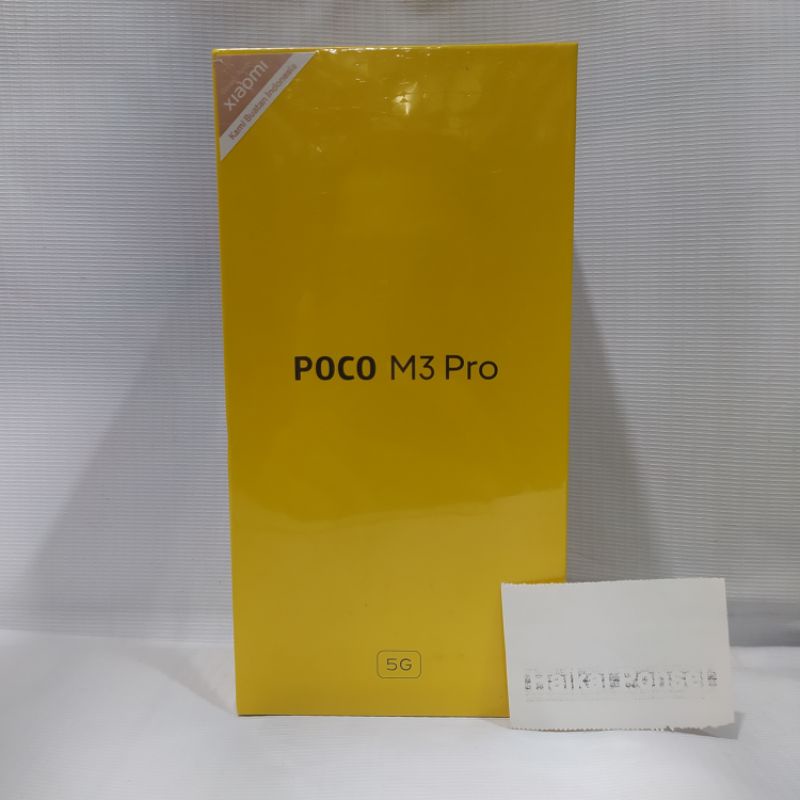 xiaomi
Kami Buatan Indonesia
POCO M3 Pro
5G